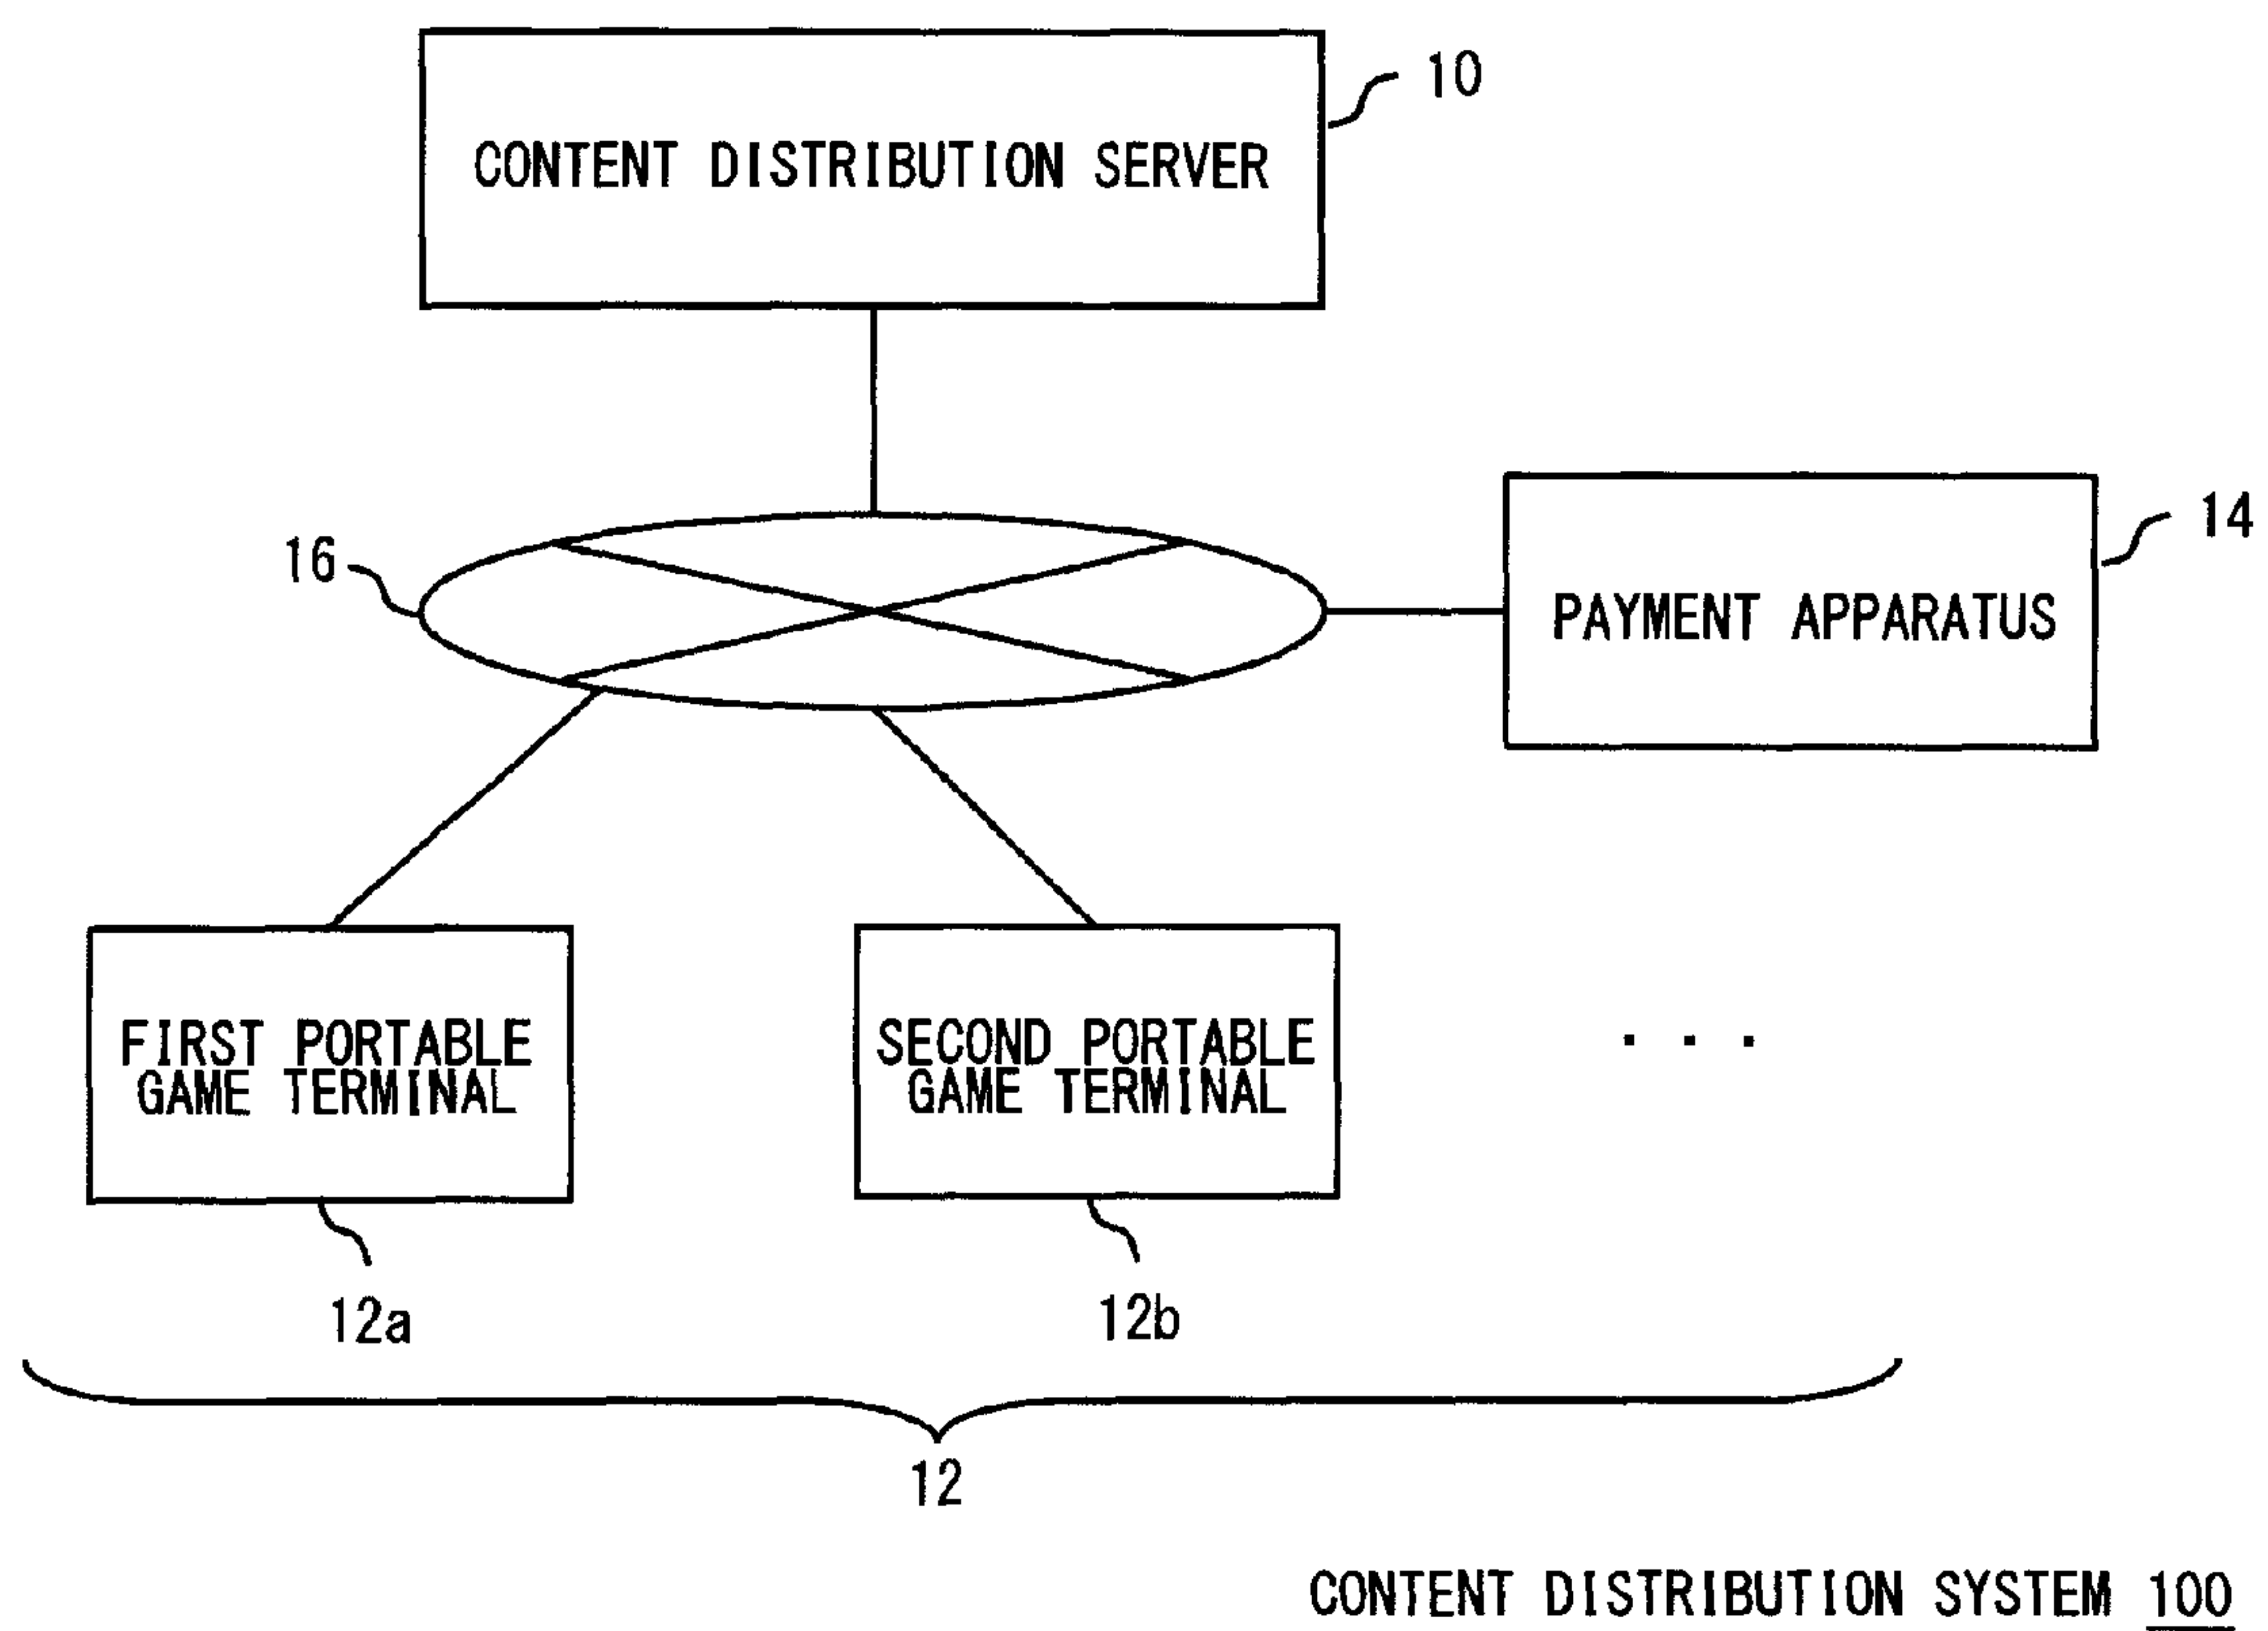 10
CONTENT DISTRIBUTION SERVER
14
16
PAYMENT APPARATUS
FIRST PORTABLE
GAME TERMINAL
SECOND PORTABLE
GAME TERMINAL
. . .
12a
12b
12
CONTENT DISTRIBUTION SYSTEM 100